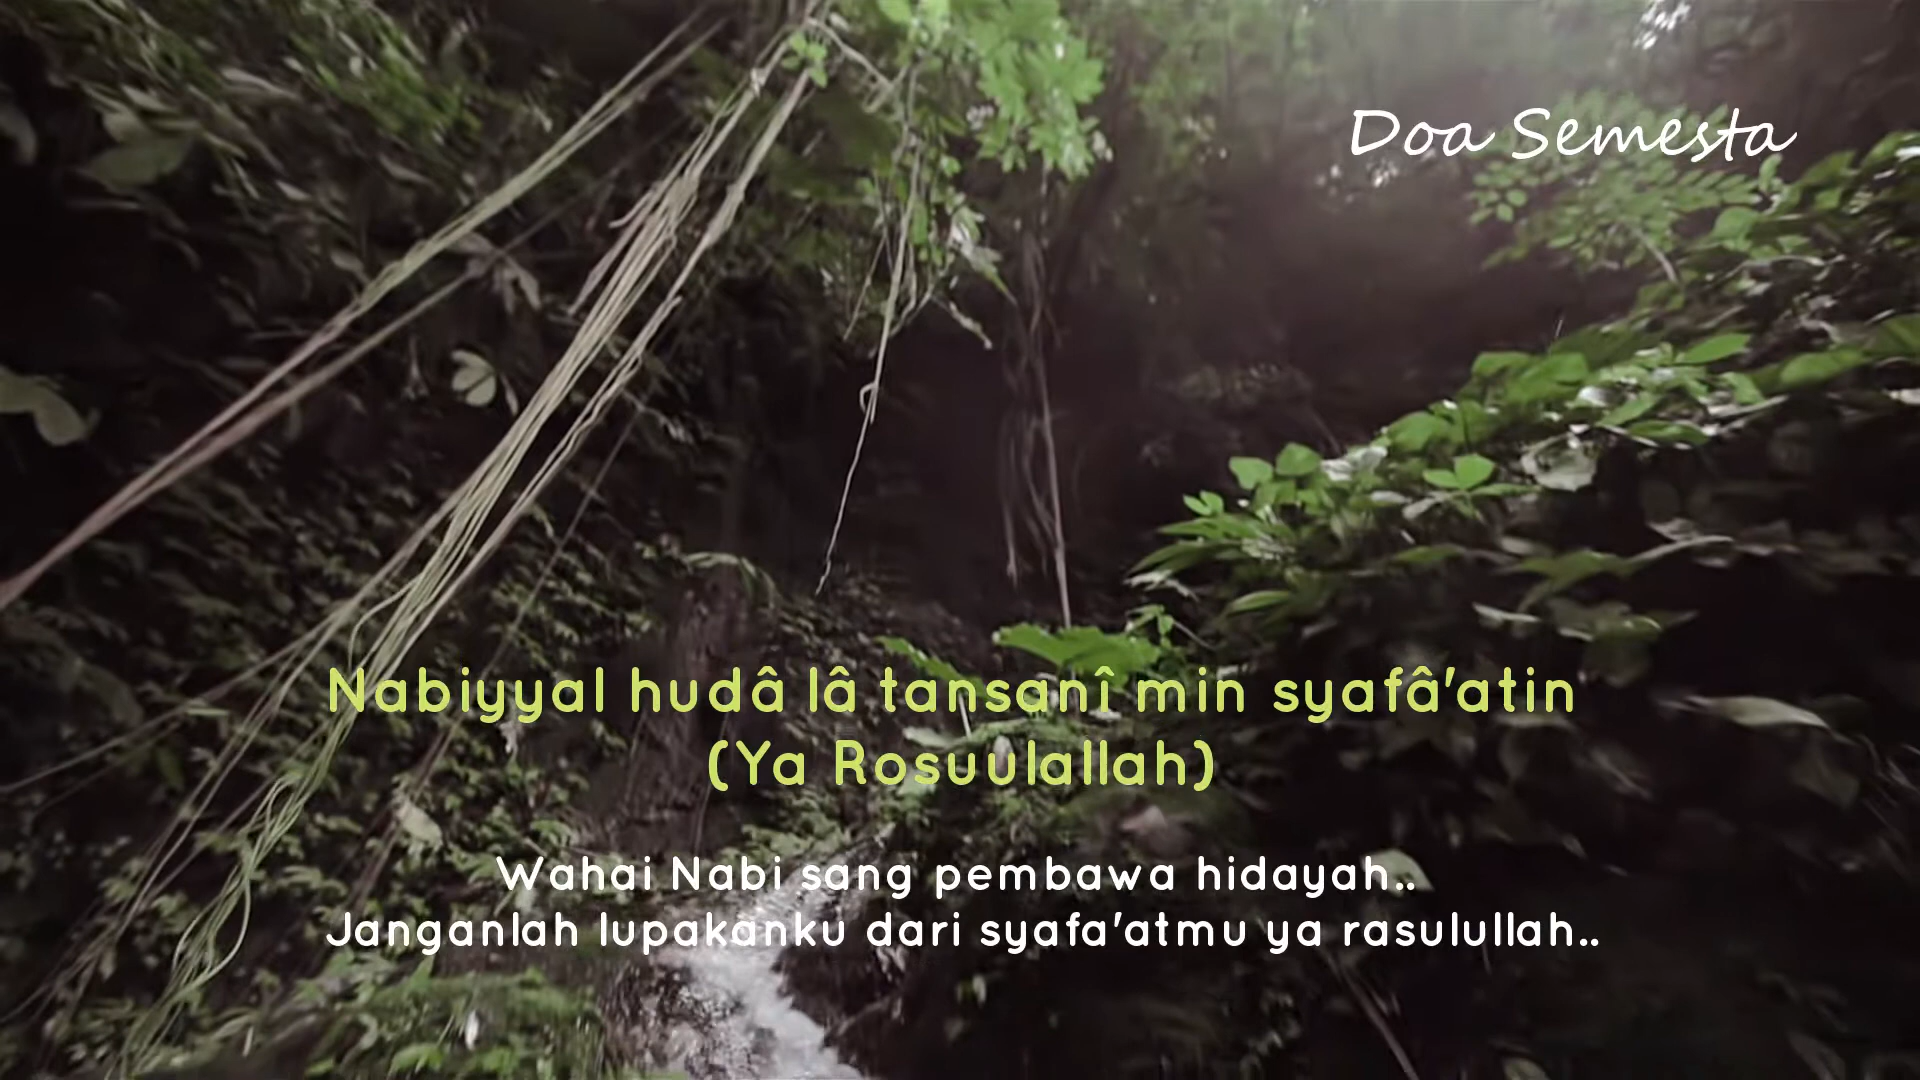 Doa Semesta
Nabiyyal hudâ lâ tansanî min syafâ'atin
(Ya Rosuulallah)
Wahai Nabi sang pembawa hidayah..
Janganlah lupakanku dari syafa'atmu ya rasulullah..